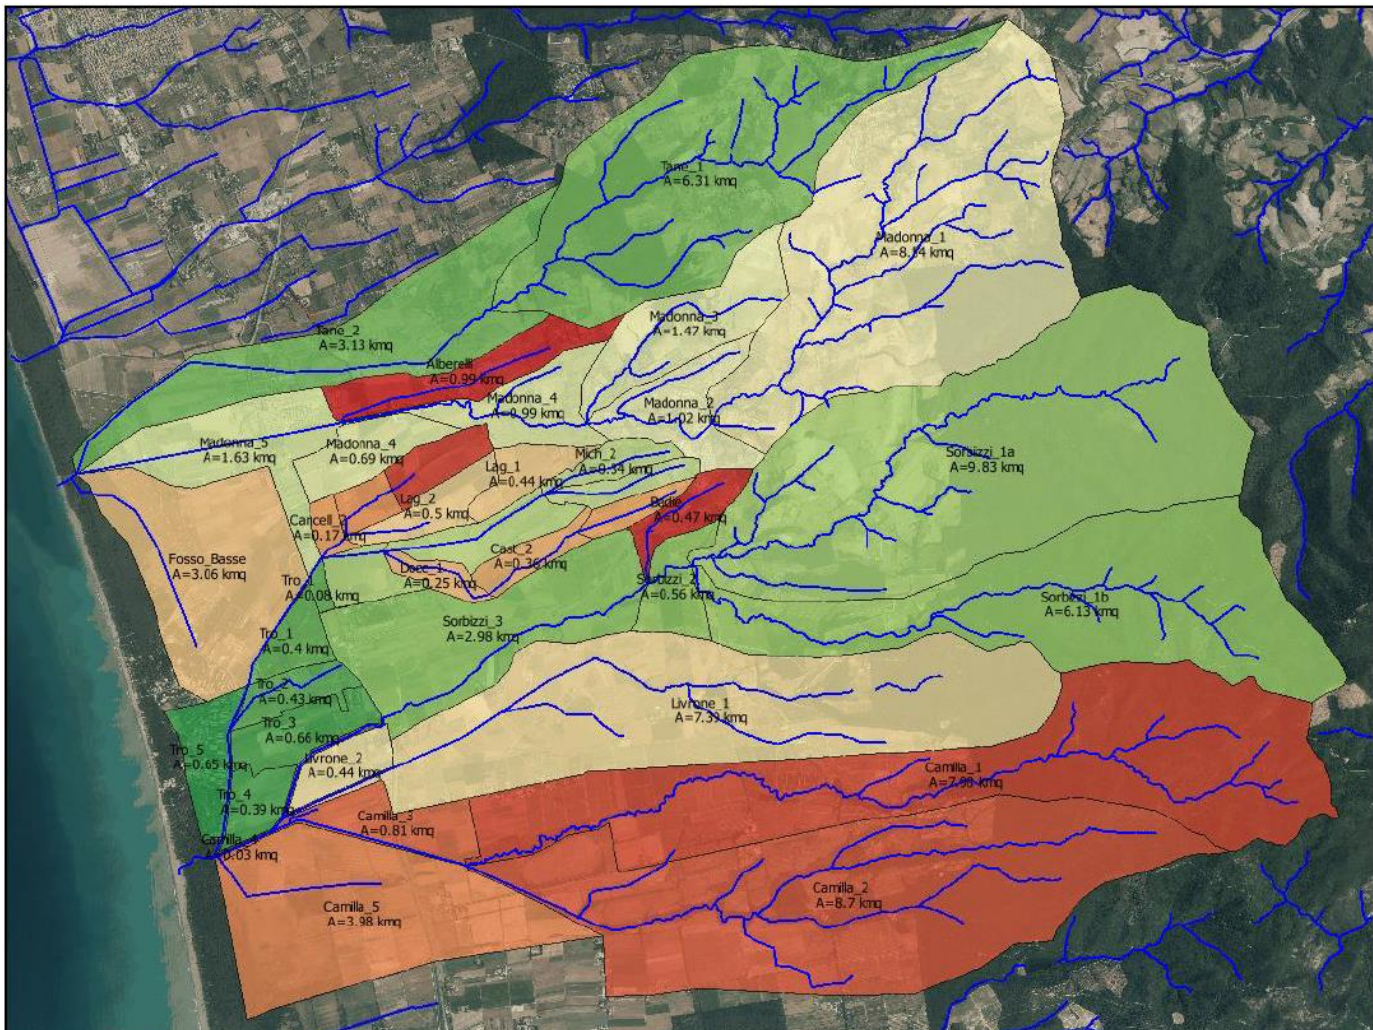 Tane_1
A=6.31 kmq
Madonna_1
A=8.54 kmq
Madonna_3
A=1.47 kmq
Tane_2
A=3.13 kmq
Alberelli
A=0.99 kmq
Madonna_4
A=0.99 kmq
Madonna_2
A=1.02 kmq
Madonna_5
A=1.63 kmq
Madonna_4
A=0.69 kmq
Mich_2
A=0.34 kmq
Sorbizzi_1a
A=9.83 kmq
Lag_1
A=0.44 kmq
Lag_2
A=0.5 kmq
Badie
A=0.47 kmq
Cancell_2
A=0.17 kmq
Cast_2
A=0.36 kmq
Fosso_Basse
A=3.06 kmq
Docc_1
A=0.25 kmq
Tro_1
A=0.08 kmq
Sorbizzi_2
A=0.56 kmq
Sorbizzi_1b
A=6.13 kmq
Sorbizzi_3
A=2.98 kmq
Tro_1
A=0.4 kmq
Tro_2
A=0.43 kmq
Livrone_1
A=7.39 kmq
Tro_3
A=0.66 kmq
Tro_5
A=0.65 kmq
Livrone_2
A=0.44 kmq
Camilla_1
A=7.98 kmq
Tro_4
A=0.39 kmq
Camilla_3
A=0.81 kmq
Camilla_4
A=0.03 kmq
Camilla_2
A=8.7 kmq
Camilla_5
A=3.98 kmq